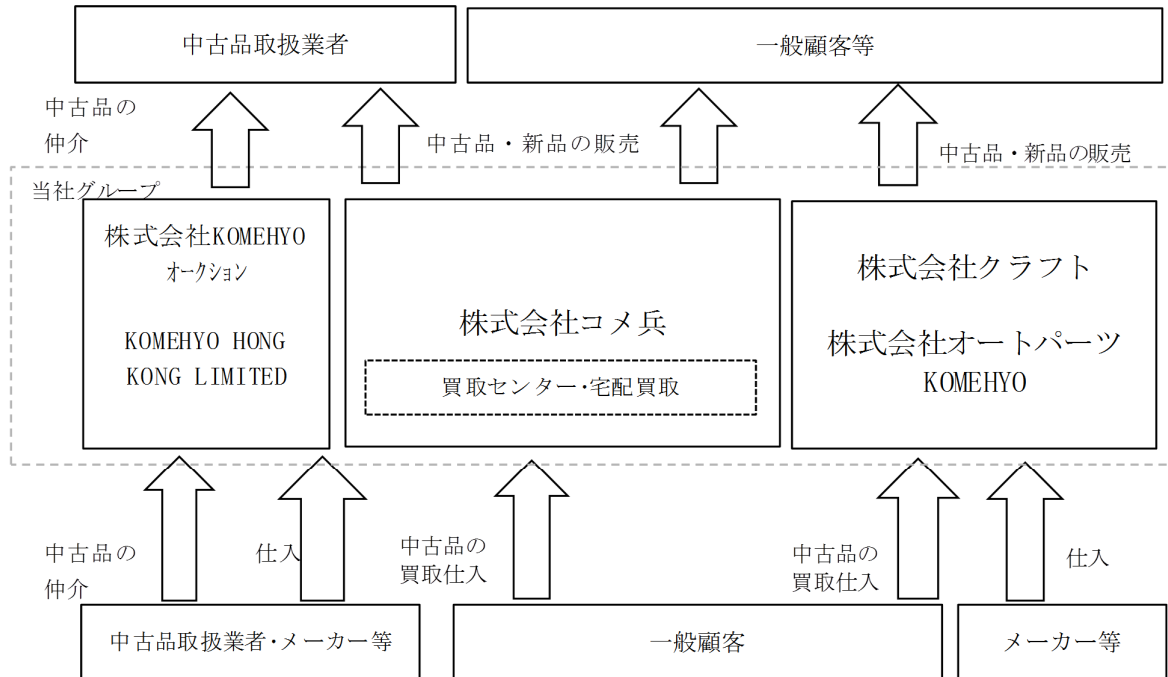 中古品取扱業者
一般顧客等
中古品の
仲介
中古品・新品の販売
中古品・新品の販売
当社グループ
株式会社KOMEHYO
ｵｰｸｼｮﾝ
KOMEHYO HONG
KONG LIMITED
株式会社コメ兵
買取センター・宅配買取
株式会社クラフト
株式会社オートパーツ
KOMEHYO
中古品の
仲介
仕入
中古品の
買取仕入
中古品の
買取仕入
仕入
中古品取扱業者・メーカー等
一般顧客
メーカー等